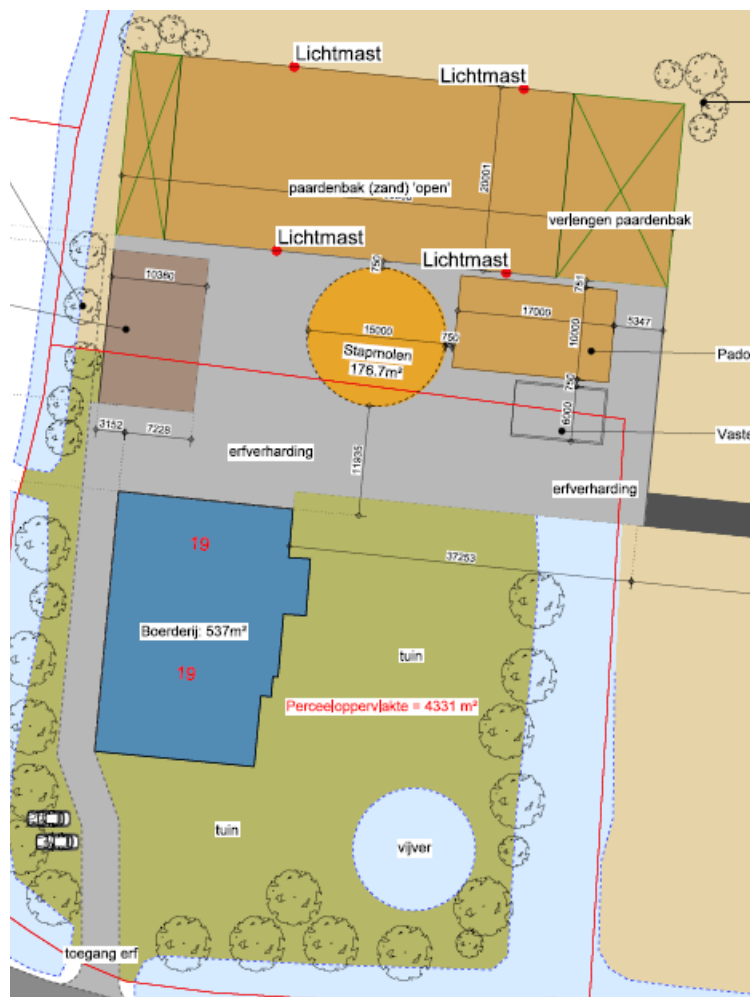 Lichtmast
Lichtmast
20001
paardenbak (zand) 'open'
verlengen paardenbak
Lichtmast
Lichtmast
750
751
10380
17000
10000
5347
15000
750
Stapmolen
176,7m²
Pado
750
6000
3152
7228
11935
Vaste
erfverharding
erfverharding
19
37253
Boerderij: 537m²
tuin
19
Perceeloppervlakte = 4331 m²
tuin
vijver
toegang erf